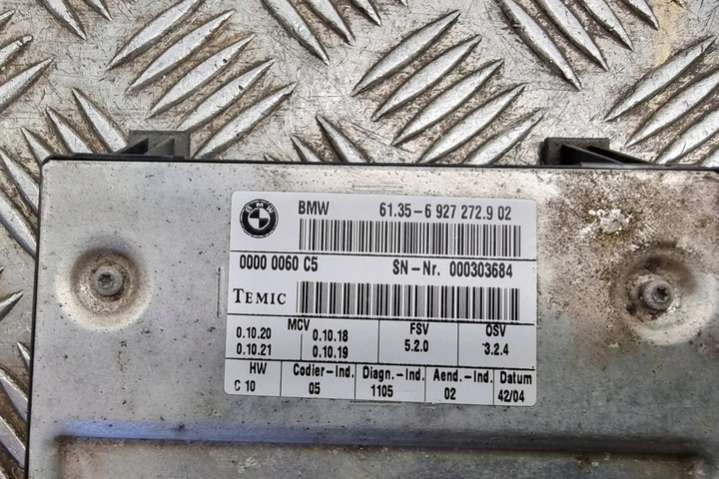 BMW 61.35-6 927 272.9 02
0000 0060 C5 SN-Nr. 000303684
TEMIC
MCV FSV OSV
0.10.20 0.10.18 5.2.0 3.2.4
0.10.21 0.10.19
HW Codier-Ind. Diagn.-Ind. Aend.-Ind. Datum
C 10 05 1105 02 42/04